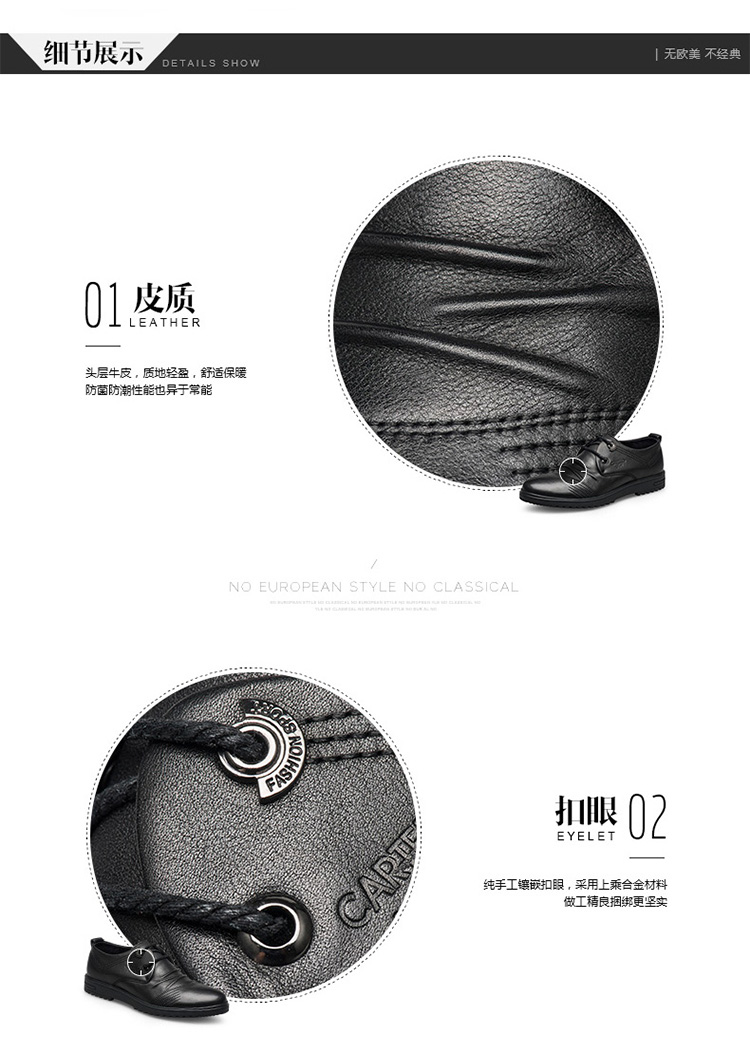 细节展示
DETAILS SHOW
| 无欧美 不经典
01 皮质
LEATHER
头层牛皮，质地轻盈，舒适保暖
防菌防潮性能也异于常能
/
NO EUROPEAN STYLE NO CLASSICAL
FASHION SPORT
扣眼 02
EYELET
纯手工镶嵌扣眼，采用上乘合金材料
做工精良捆绑更坚实